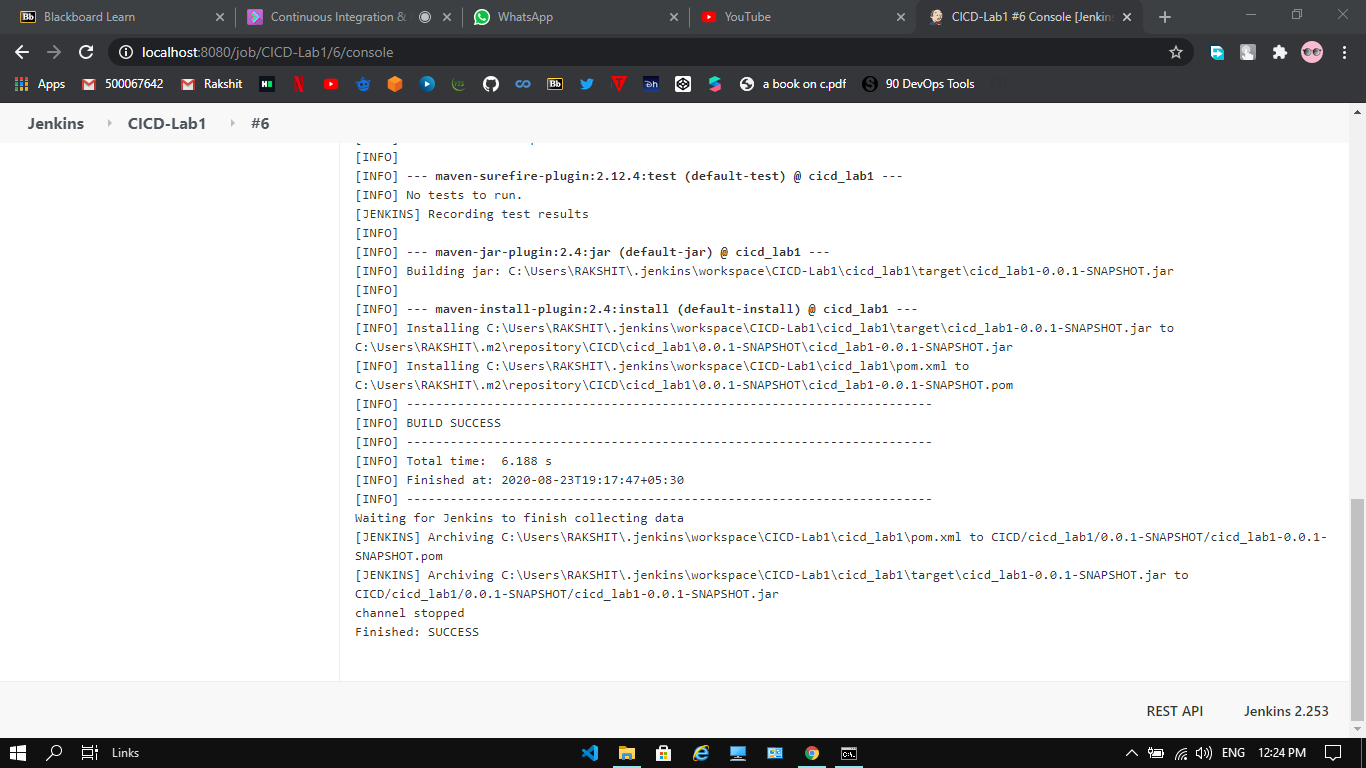 Blackboard Learn
Continuous Integration &
WhatsApp
YouTube
CICD-Lab1 #6 Console [Jenkins
localhost:8080/job/CICD-Lab1/6/console
Apps
500067642
Rakshit
Bb
a book on c.pdf
90 DevOps Tools
Jenkins
CICD-Lab1
#6
[INFO]
[INFO] --- maven-surefire-plugin:2.12.4:test (default-test) @ cicd_lab1 ---
[INFO] No tests to run.
[JENKINS] Recording test results
[INFO]
[INFO] --- maven-jar-plugin:2.4:jar (default-jar) @ cicd_lab1 ---
[INFO] Building jar: C:\Users\RAKSHIT\.jenkins\workspace\CICD-Lab1\cicd_lab1\target\cicd_lab1-0.0.1-SNAPSHOT.jar
[INFO]
[INFO] --- maven-install-plugin:2.4:install (default-install) @ cicd_lab1 ---
[INFO] Installing C:\Users\RAKSHIT\.jenkins\workspace\CICD-Lab1\cicd_lab1\target\cicd_lab1-0.0.1-SNAPSHOT.jar to
C:\Users\RAKSHIT\.m2\repository\CICD\cicd_lab1\0.0.1-SNAPSHOT\cicd_lab1-0.0.1-SNAPSHOT.jar
[INFO] Installing C:\Users\RAKSHIT\.jenkins\workspace\CICD-Lab1\cicd_lab1\pom.xml to
C:\Users\RAKSHIT\.m2\repository\CICD\cicd_lab1\0.0.1-SNAPSHOT\cicd_lab1-0.0.1-SNAPSHOT.pom
[INFO] ------------------------------------------------------------------------
[INFO] BUILD SUCCESS
[INFO] ------------------------------------------------------------------------
[INFO] Total time:  6.188 s
[INFO] Finished at: 2020-08-23T19:17:47+05:30
[INFO] ------------------------------------------------------------------------
Waiting for Jenkins to finish collecting data
[JENKINS] Archiving C:\Users\RAKSHIT\.jenkins\workspace\CICD-Lab1\cicd_lab1\pom.xml to CICD/cicd_lab1/0.0.1-SNAPSHOT/cicd_lab1-0.0.1-
SNAPSHOT.pom
[JENKINS] Archiving C:\Users\RAKSHIT\.jenkins\workspace\CICD-Lab1\cicd_lab1\target\cicd_lab1-0.0.1-SNAPSHOT.jar to
CICD/cicd_lab1/0.0.1-SNAPSHOT/cicd_lab1-0.0.1-SNAPSHOT.jar
channel stopped
Finished: SUCCESS
REST API
Jenkins 2.253
Links
ENG
12:24 PM